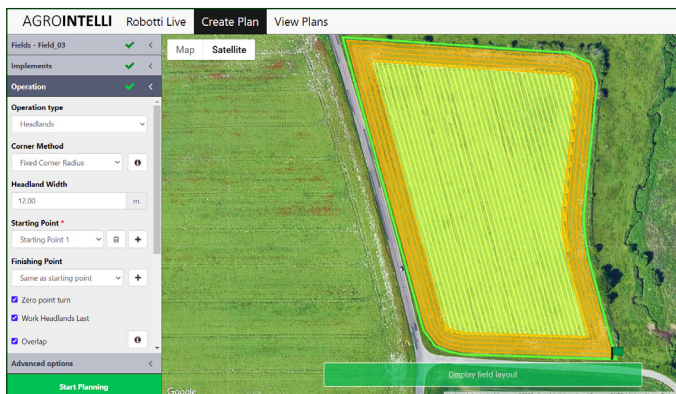 AGROINTELLI Robotti Live Create Plan View Plans
Fields - Field_03
Map Satellite
Implements
Operation
Operation type
Headlands
Corner Method
Fixed Corner Radius
Headland Width
12.00 m.
Starting Point *
Starting Point 1
Finishing Point
Same as starting point
Zero point turn
Work Headlands Last
Overlap
Advanced options
Display field layout
Start Planning
Google